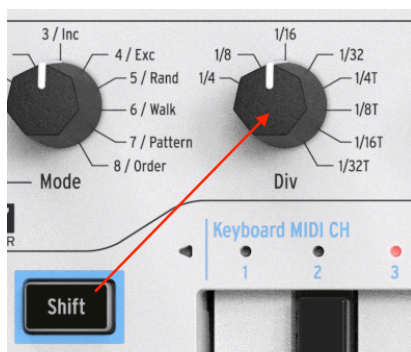 3 / Inc
4 / Exc
5 / Rand
6 / Walk
7 / Pattern
8 / Order
Mode
1/4
1/8
1/16
1/32
1/4T
1/8T
1/16T
1/32T
Div
R
Keyboard MIDI CH
1 2 3
Shift